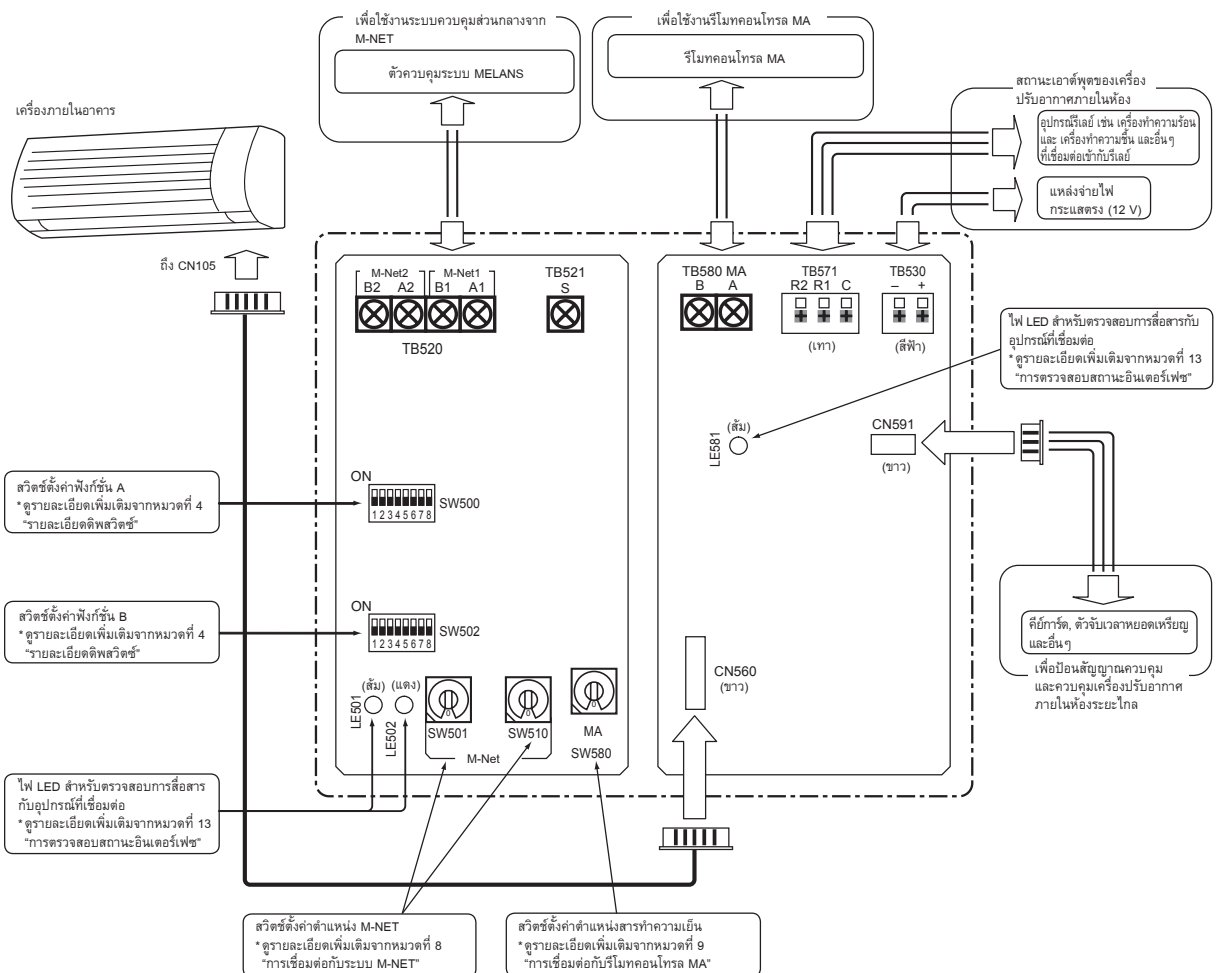 เพื่อใช้งานระบบควบคุมส่วนกลางจาก
M-NET
ตัวควบคุมระบบ MELANS
เพื่อใช้งานรีโมทคอนโทรล MA
รีโมทคอนโทรล MA
สถานะเอาต์พุตของเครื่อง
ปรับอากาศภายในห้อง
อุปกรณ์รีเลย์ เช่น เครื่องทำความร้อน
และ เครื่องทำความชื้น และอื่นๆ
ที่เชื่อมต่อเข้ากับรีเลย์
แหล่งจ่ายไฟ
กระแสตรง (12 V)
เครื่องภายในอาคาร
ถึง CN105
M-Net2 M-Net1
B2 A2 B1 A1
TB520
TB521
S
TB580 MA
B A
TB571
R2 R1 C
(เทา)
TB530
– +
(สีฟ้า)
ไฟ LED สำหรับตรวจสอบการสื่อสารกับ
อุปกรณ์ที่เชื่อมต่อ
*ดูรายละเอียดเพิ่มเติมจากหมวดที่ 13
“การตรวจสอบสถานะอินเตอร์เฟซ”
LE581
(ส้ม)
CN591
(ขาว)
สวิตช์ตั้งค่าฟังก์ชั่น A
*ดูรายละเอียดเพิ่มเติมจากหมวดที่ 4
“รายละเอียดดิพสวิตซ์”
ON
1 2 3 4 5 6 7 8
SW500
สวิตช์ตั้งค่าฟังก์ชั่น B
*ดูรายละเอียดเพิ่มเติมจากหมวดที่ 4
“รายละเอียดดิพสวิตซ์”
ON
1 2 3 4 5 6 7 8
SW502
คีย์การ์ด, ตัวจับเวลาหยอดเหรียญ
และอื่นๆ
เพื่อป้อนสัญญาณควบคุม
และควบคุมเครื่องปรับอากาศ
ภายในห้องระยะไกล
CN560
(ขาว)
(ส้ม) (แดง)
LE501
LE502
0
SW501
0
SW510
M-Net
0
MA
SW580
ไฟ LED สำหรับตรวจสอบการสื่อสาร
กับอุปกรณ์ที่เชื่อมต่อ
*ดูรายละเอียดเพิ่มเติมจากหมวดที่ 13
“การตรวจสอบสถานะอินเตอร์เฟซ”
สวิตช์ตั้งค่าตำแหน่ง M-NET
*ดูรายละเอียดเพิ่มเติมจากหมวดที่ 8
“การเชื่อมต่อกับระบบ M-NET”
สวิตช์ตั้งค่าตำแหน่งสารทำความเย็น
*ดูรายละเอียดเพิ่มเติมจากหมวดที่ 9
“การเชื่อมต่อกับรีโมทคอนโทรล MA”